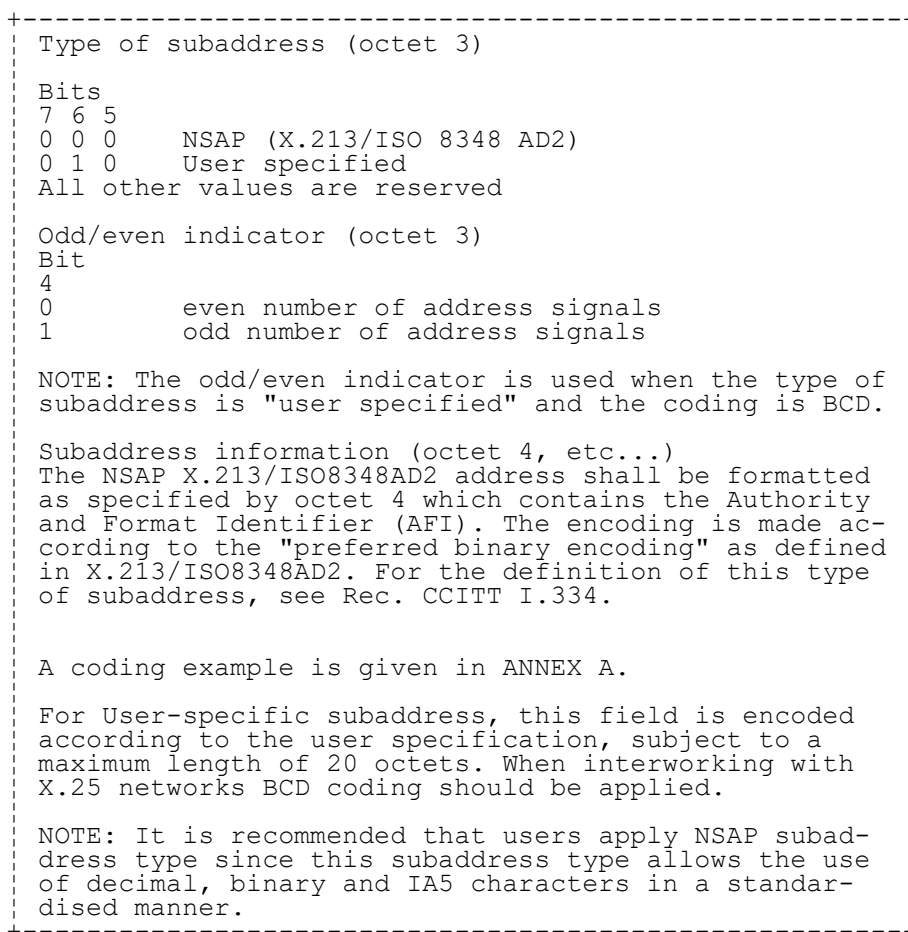 Type of subaddress (octet 3)
Bits
7 6 5
0 0 0 NSAP (X.213/ISO 8348 AD2)
0 1 0 User specified
All other values are reserved
Odd/even indicator (octet 3)
Bit
4
0 even number of address signals
1 odd number of address signals
NOTE: The odd/even indicator is used when the type of
subaddress is "user specified" and the coding is BCD.
Subaddress information (octet 4, etc...)
The NSAP X.213/ISO8348AD2 address shall be formatted
as specified by octet 4 which contains the Authority
and Format Identifier (AFI). The encoding is made ac-
cording to the "preferred binary encoding" as defined
in X.213/ISO8348AD2. For the definition of this type
of subaddress, see Rec. CCITT I.334.
A coding example is given in ANNEX A.
For User-specific subaddress, this field is encoded
according to the user specification, subject to a
maximum length of 20 octets. When interworking with
X.25 networks BCD coding should be applied.
NOTE: It is recommended that users apply NSAP subad-
dress type since this subaddress type allows the use
of decimal, binary and IA5 characters in a standar-
dised manner.